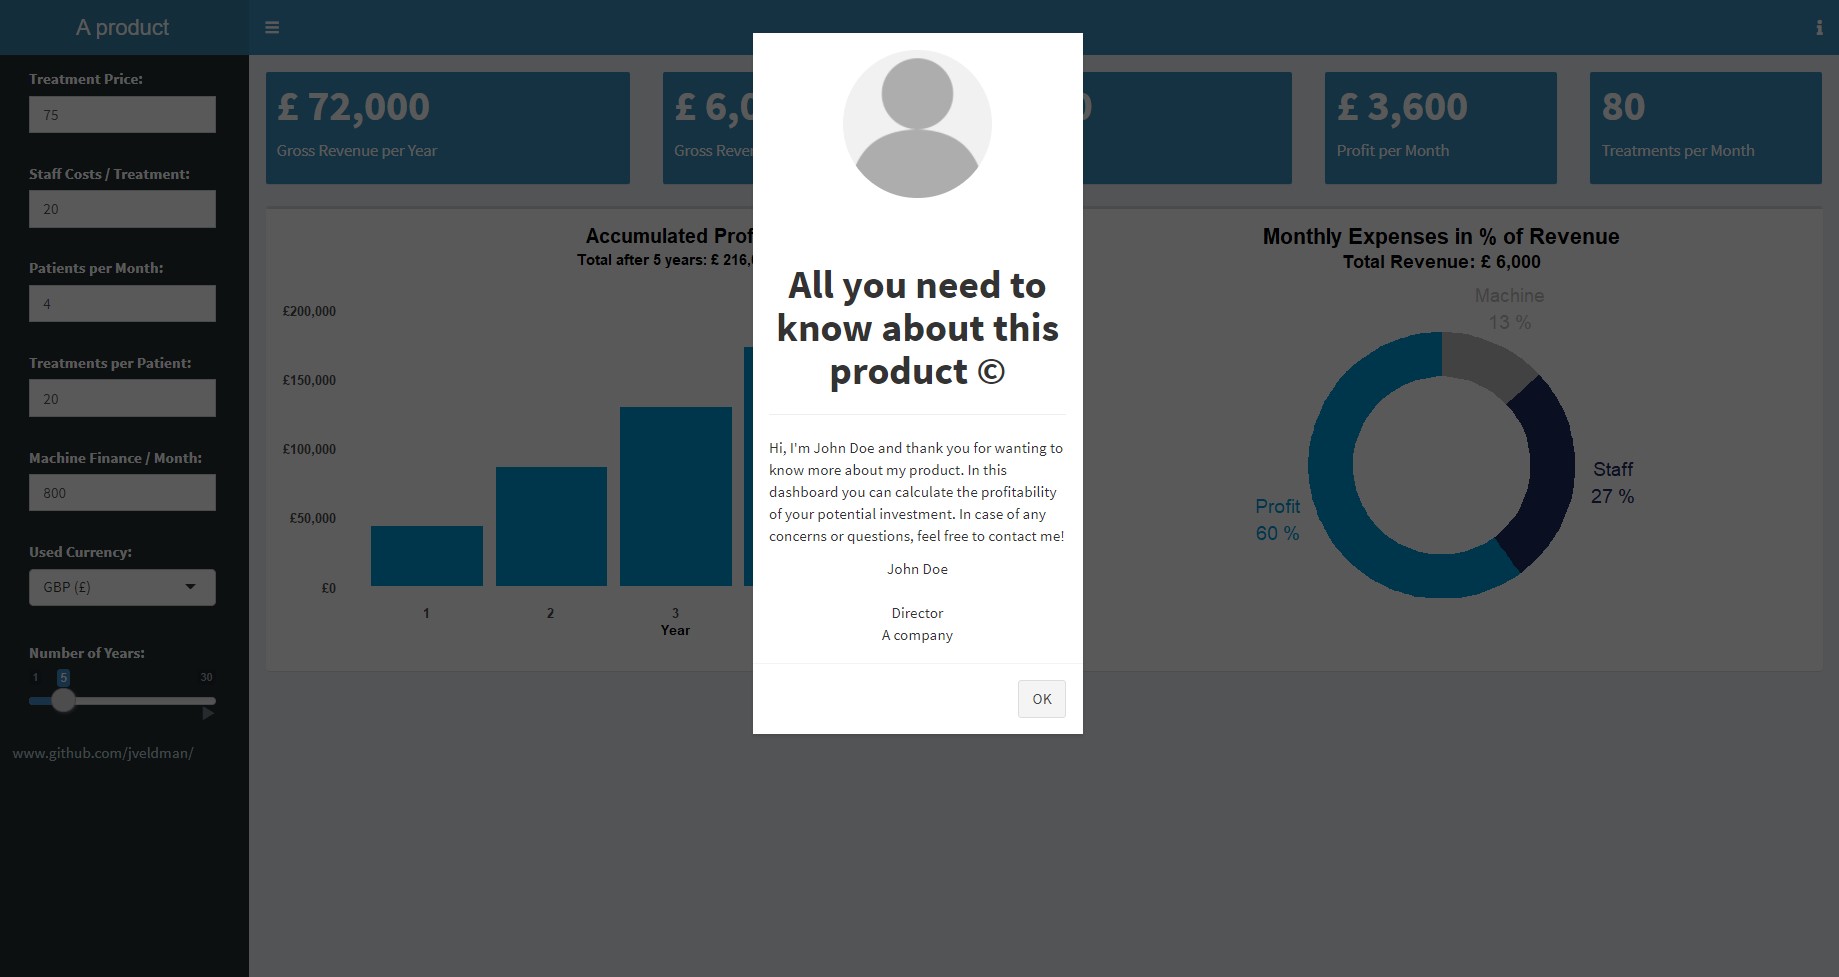 A product
Treatment Price:
75
Staff Costs / Treatment:
20
Patients per Month:
4
Treatments per Patient:
20
Machine Finance / Month:
800
Used Currency:
GBP (£)
Number of Years:
1 5 30
www.github.com/jveldman/
£ 72,000
Gross Revenue per Year
£ 6,0
Gross Rever
0
£ 3,600
Profit per Month
80
Treatments per Month
Accumulated Prof
Total after 5 years: £ 216,0
£200,000
£150,000
£100,000
£50,000
£0
1 2 3
Year
All you need to
know about this
product ©
Hi, I'm John Doe and thank you for wanting to
know more about my product. In this
dashboard you can calculate the profitability
of your potential investment. In case of any
concerns or questions, feel free to contact me!
John Doe
Director
A company
OK
Monthly Expenses in % of Revenue
Total Revenue: £ 6,000
Machine
13 %
Staff
27 %
Profit
60 %